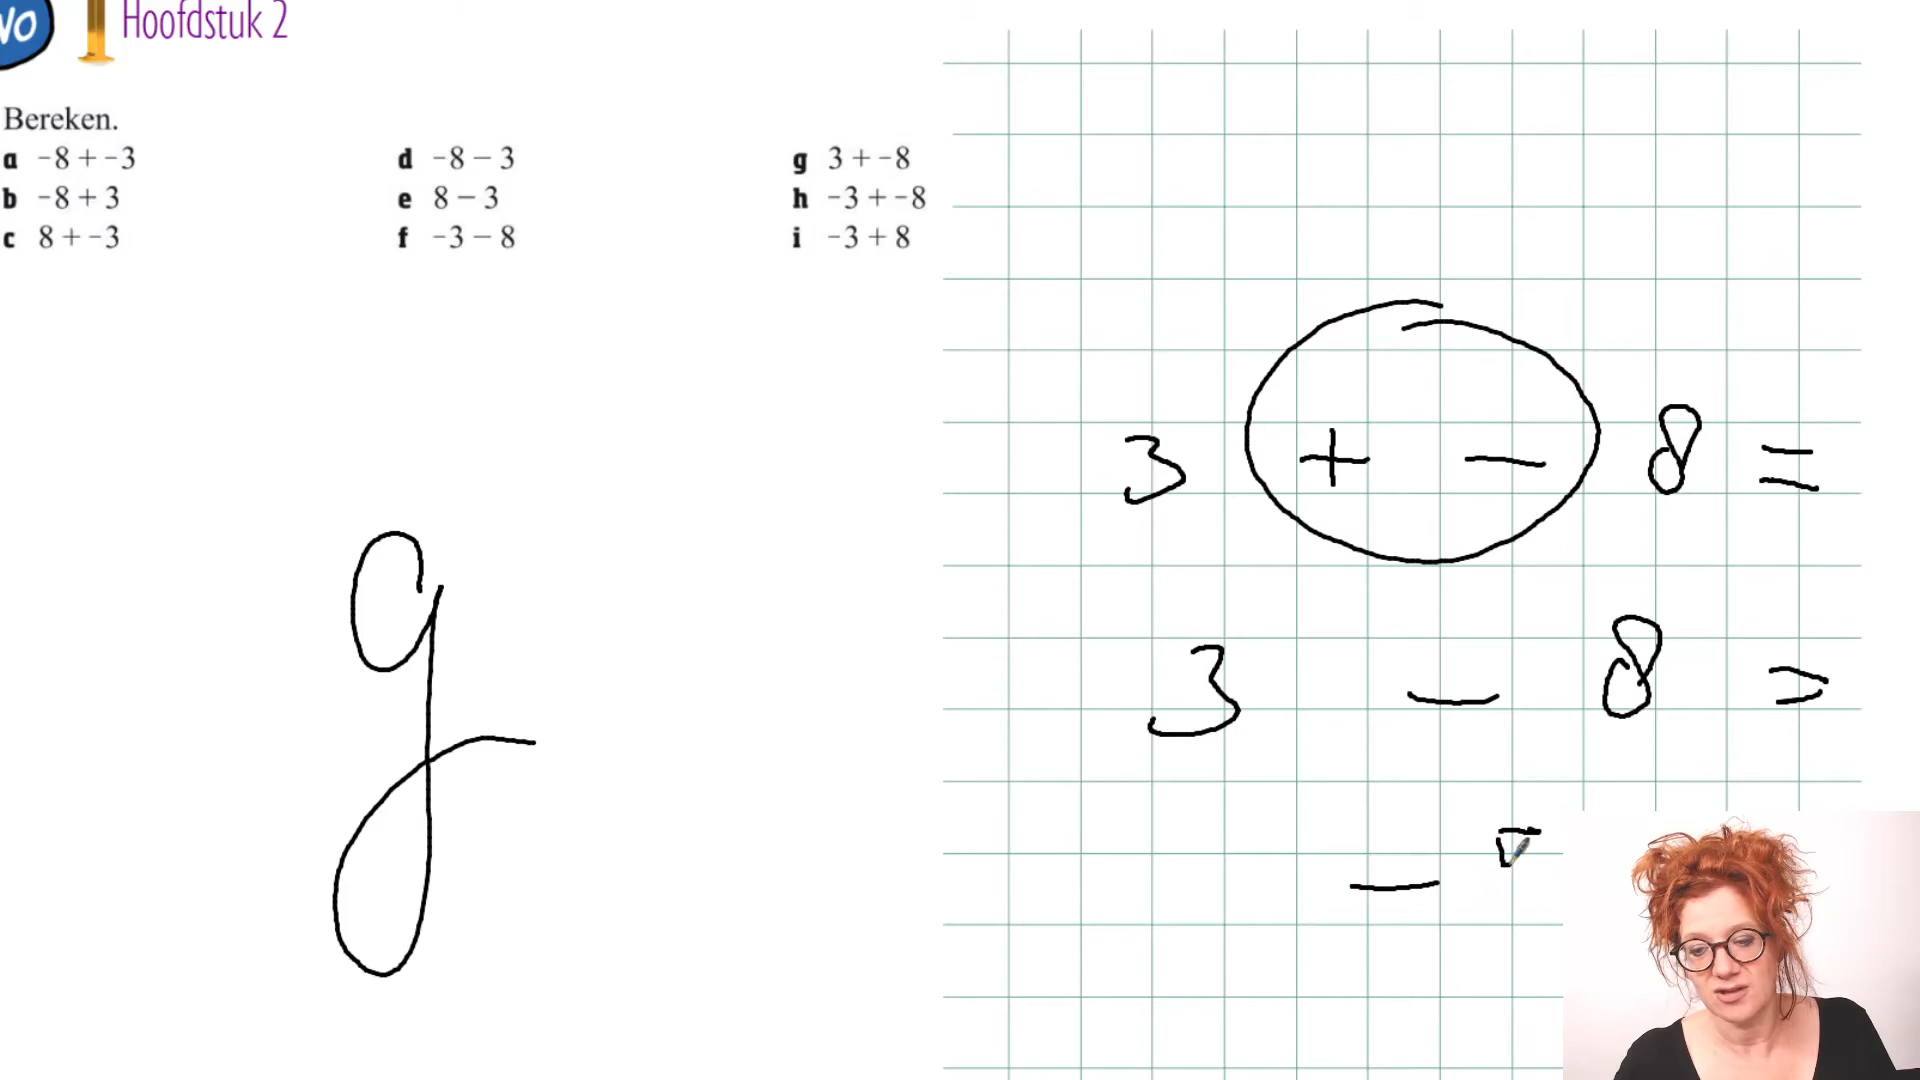 NO Hoofdstuk 2
Bereken.
a -8 + -3
b -8 + 3
c 8 + -3
d -8 – 3
e 8 – 3
f -3 – 8
g 3 + -8
h -3 + -8
i -3 + 8
g
3 + - 8 =
3 - 8 =
-